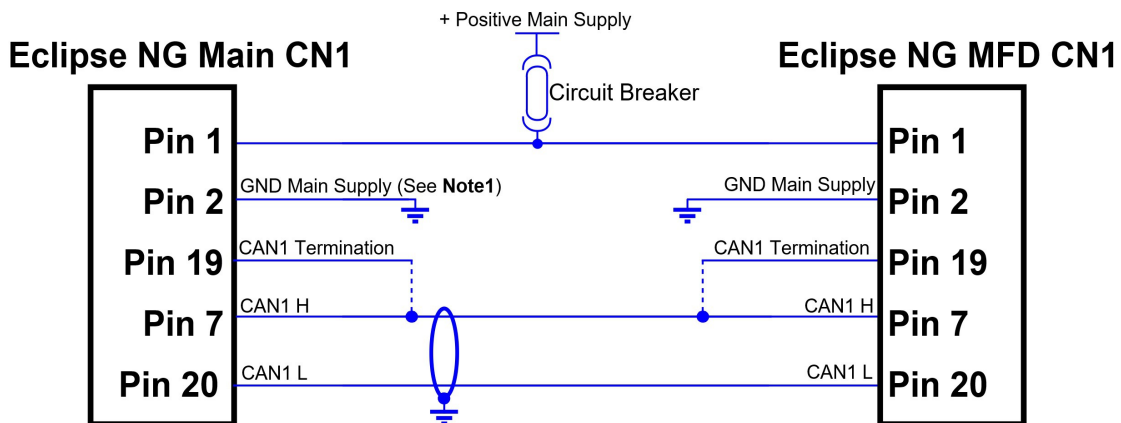 + Positive Main Supply
Eclipse NG Main CN1
Eclipse NG MFD CN1
Circuit Breaker
Pin 1
Pin 1
Pin 2
GND Main Supply (See Note1)
GND Main Supply
Pin 2
Pin 19
CAN1 Termination
CAN1 Termination
Pin 19
Pin 7
CAN1 H
CAN1 H
Pin 7
Pin 20
CAN1 L
CAN1 L
Pin 20